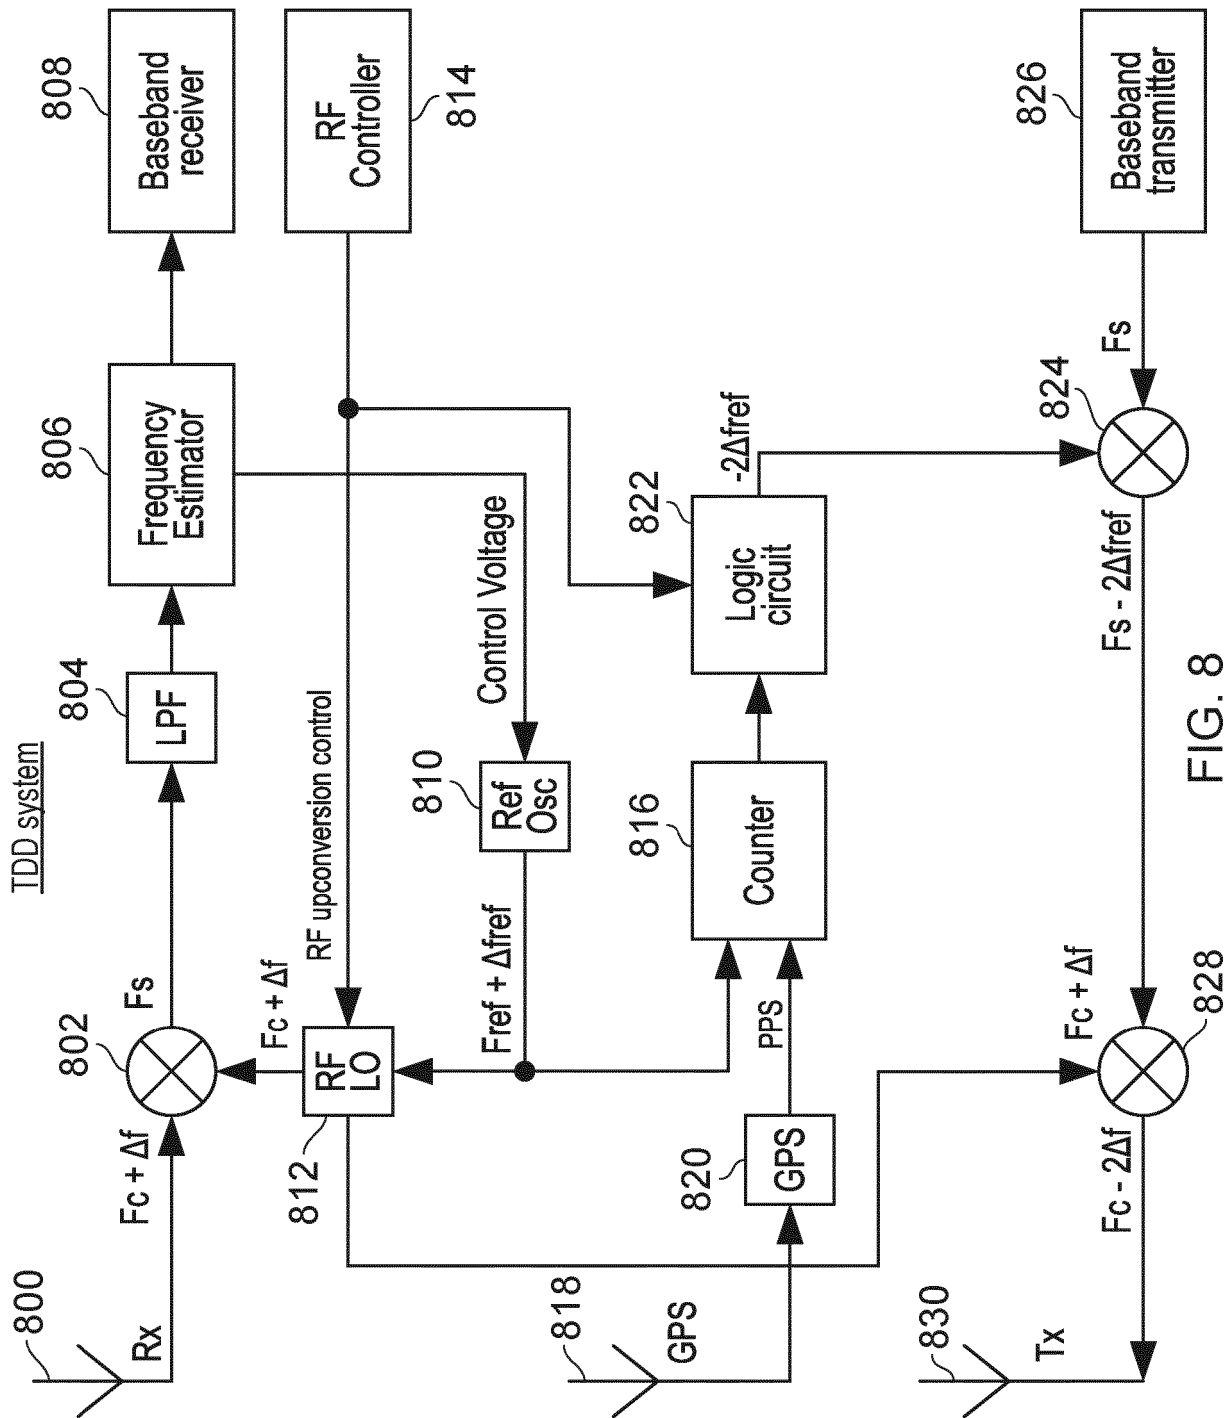 TDD system
800
Rx
Fc + Δf
802
Fs
804
LPF
806
Frequency
Estimator
808
Baseband
receiver
Fc + Δf
812
RF
LO
RF upconversion control
RF
Controller
814
Fref + Δfref
810
Ref
Osc
Control Voltage
818
GPS
820
GPS
PPS
816
Counter
822
Logic
circuit
-2Δfref
830
Tx
Fc - 2Δf
828
Fc + Δf
Fs - 2Δfref
824
Fs
826
Baseband
transmitter
FIG. 8